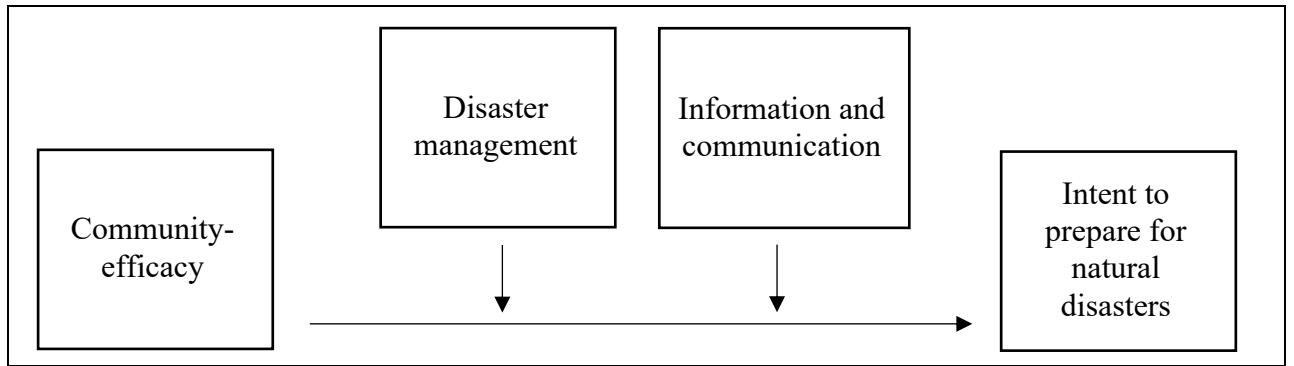 Community-
efficacy
Disaster
management
Information and
communication
Intent to
prepare for
natural
disasters